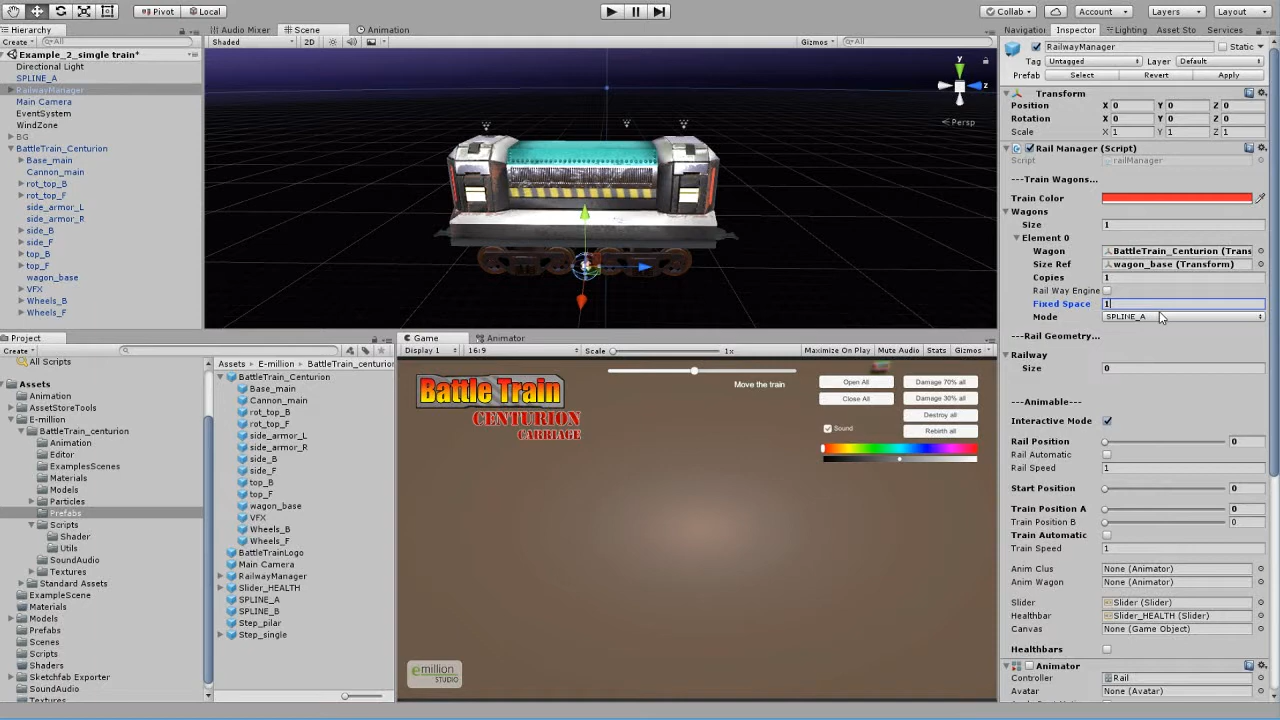 Pivot Local
Collab Account Layers Layout
Hierarchy
Create All
Example_2_simple train*
Directional Light
SPLINE_A
RailwayManager
Main Camera
EventSystem
WindZone
BG
BattleTrain_Centurion
Base_main
Cannon_main
rot_top_B
rot_top_F
side_armor_L
side_armor_R
side_B
side_F
top_B
top_F
wagon_base
VFX
Wheels_B
Wheels_F
Audio Mixer Scene Animation
Shaded 2D Gizmos All
y
z
Persp
Project
Create
All Scripts
Assets
Animation
AssetStoreTools
E-million
BattleTrain_centurion
Animation
Editor
ExamplesScenes
Materials
Models
Particles
Prefabs
Scripts
Shader
Utils
SoundAudio
Textures
Standard Assets
ExampleScene
Materials
Models
Prefabs
Scenes
Scripts
Shaders
Sketchfab Exporter
SoundAudio
Textures
Assets E-million BattleTrain_centurion
BattleTrain_Centurion
Base_main
Cannon_main
rot_top_B
rot_top_F
side_armor_L
side_armor_R
side_B
side_F
top_B
top_F
wagon_base
VFX
Wheels_B
Wheels_F
BattleTrainLogo
Main Camera
RailwayManager
Slider_HEALTH
SPLINE_A
SPLINE_B
Step_pilar
Step_single
Game Animator
Display 1 16:9 Scale 1x Maximize On Play Mute Audio Stats Gizmos
Battle Train
CENTURION
CARRIAGE
Move the train
Open All Damage 70% all
Close All Damage 30% all
Destroy all
Sound Rebirth all
emillion
STUDIO
Navigation Inspector Lighting Asset Sto Services
RailwayManager Static
Tag Untagged Layer Default
Prefab Select Revert Apply
Transform
Position X 0 Y 0 Z 0
Rotation X 0 Y 0 Z 0
Scale X 1 Y 1 Z 1
Rail Manager (Script)
Script railManager
---Train Wagons...
Train Color
Wagons
Size 1
Element 0
Wagon BattleTrain_Centurion (Trans
Size Ref wagon_base (Transform)
Copies 1
Rail Way Engine
Fixed Space 1
Mode SPLINE_A
---Rail Geometry...
Railway
Size 0
---Animable:
Interactive Mode
Rail Position 0
Rail Automatic
Rail Speed 1
Start Position 0
Train Position A 0
Train Position B 0
Train Automatic
Train Speed 1
Anim Clus None (Animator)
Anim Wagon None (Animator)
Slider Slider (Slider)
Healthbar Slider_HEALTH (Slider)
Canvas None (Game Object)
Healthbars
Animator
Controller Rail
Avatar None (Avatar)